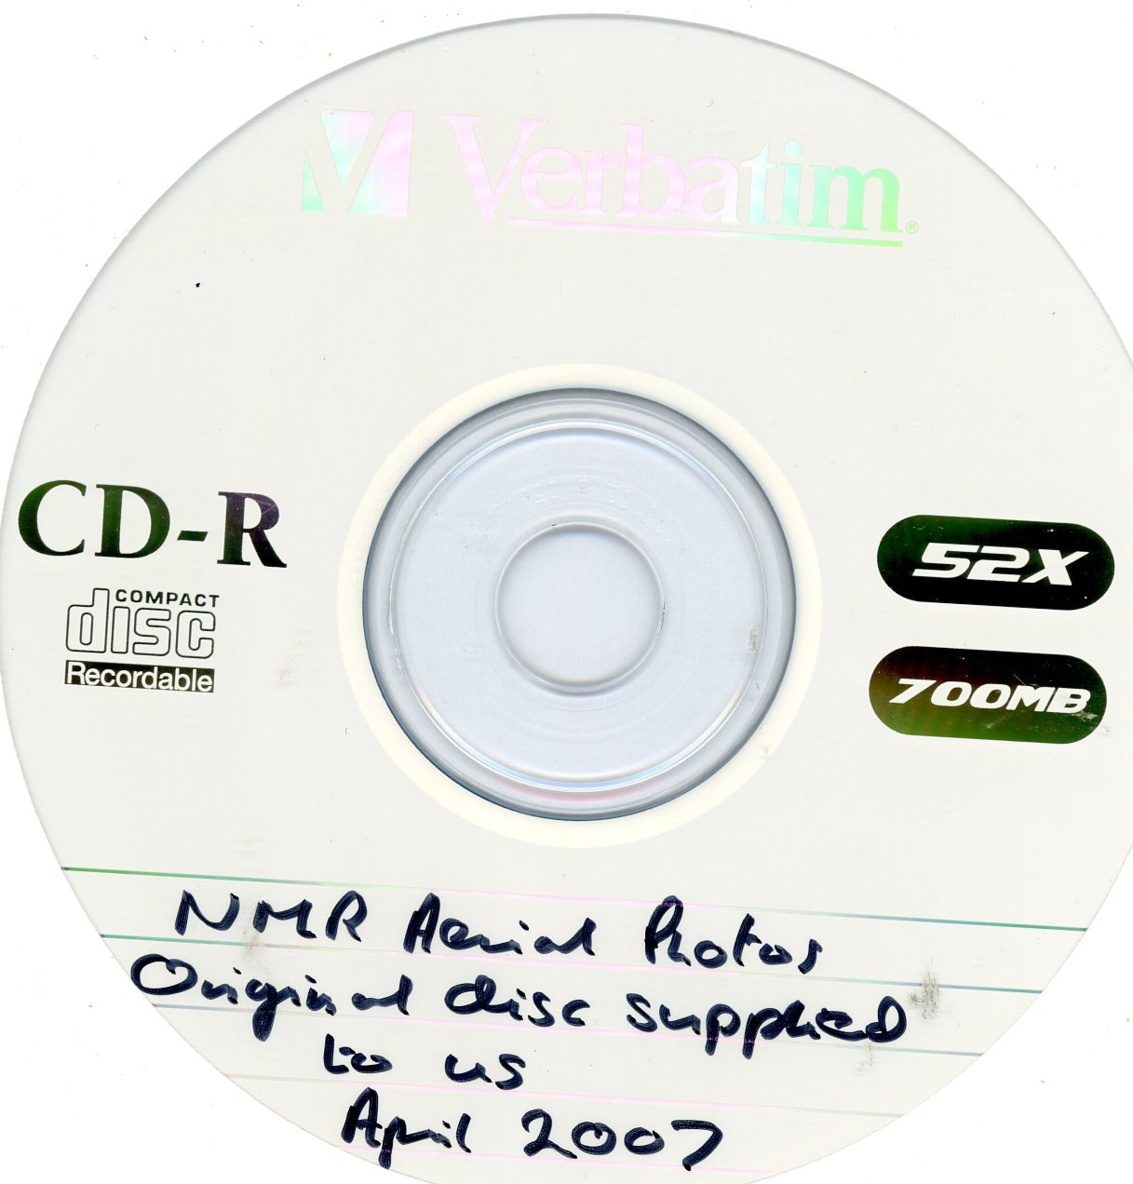 Verbatim®
CD-R
COMPACT
disc
Recordable
52X
700MB
NMR Aerial Photos
Original disc supplied
to us
April 2007